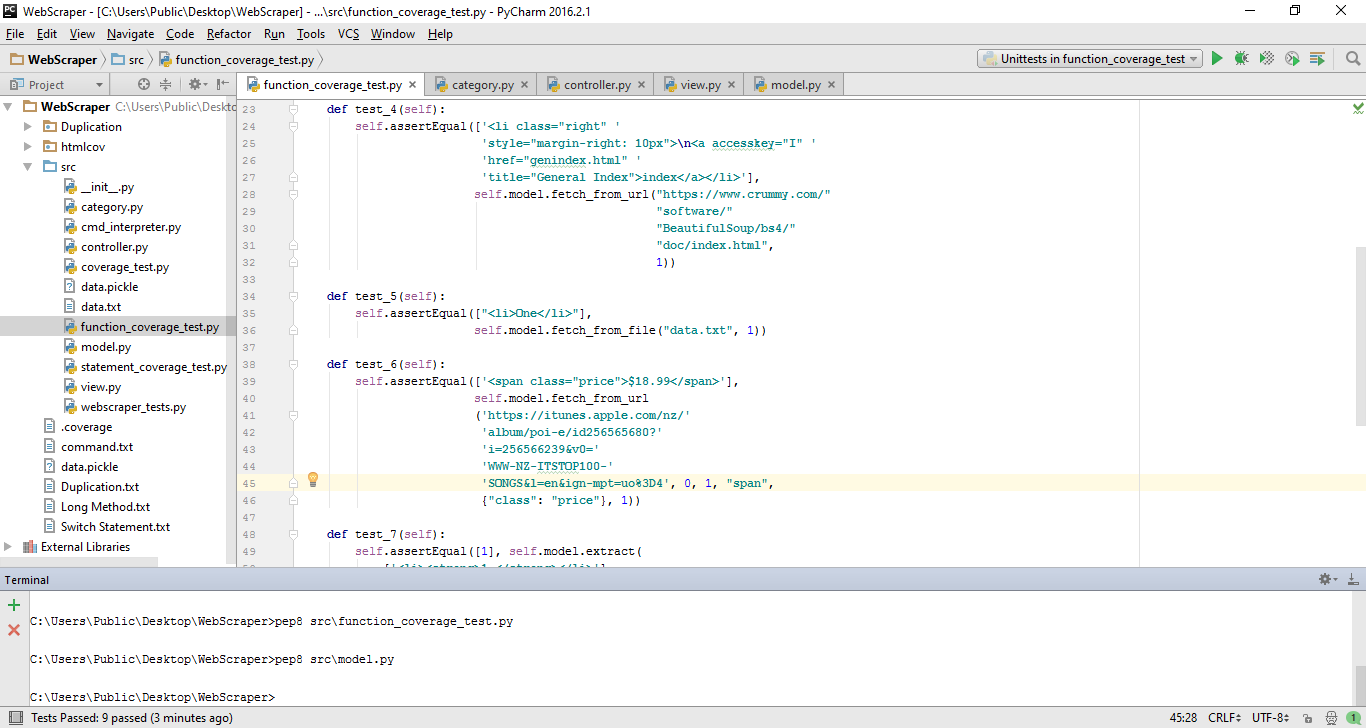 WebScraper - [C:\Users\Public\Desktop\WebScraper] - ...\src\function_coverage_test.py - PyCharm 2016.2.1
File Edit View Navigate Code Refactor Run Tools VCS Window Help
WebScraper src function_coverage_test.py Unittests in function_coverage_test
Project function_coverage_test.py category.py controller.py view.py model.py
WebScraper C:\Users\Public\Deskto
Duplication
htmlcov
src
__init__.py
category.py
cmd_interpreter.py
controller.py
coverage_test.py
data.pickle
data.txt
function_coverage_test.py
model.py
statement_coverage_test.py
view.py
webscraper_tests.py
.coverage
command.txt
data.pickle
Duplication.txt
Long Method.txt
Switch Statement.txt
External Libraries
23 def test_4(self):
24 self.assertEqual(['<li class="right" '
25 'style="margin-right: 10px">\n<a accesskey="I" '
26 'href="genindex.html" '
27 'title="General Index">index</a></li>'],
28 self.model.fetch_from_url("https://www.crummy.com/"
29 "software/"
30 "BeautifulSoup/bs4/"
31 "doc/index.html",
32 1))
33
34 def test_5(self):
35 self.assertEqual(["<li>One</li>"],
36 self.model.fetch_from_file("data.txt", 1))
37
38 def test_6(self):
39 self.assertEqual(['<span class="price">$18.99</span>'],
40 self.model.fetch_from_url
41 ('https://itunes.apple.com/nz/'
42 'album/poi-e/id256565680?'
43 'i=256566239&v0='
44 'WWW-NZ-ITSTOP100-'
45 'SONGS&l=en&ign-mpt=uo%3D4', 0, 1, "span",
46 {"class": "price"}, 1))
47
48 def test_7(self):
49 self.assertEqual([1], self.model.extract(
Terminal
C:\Users\Public\Desktop\WebScraper>pep8 src\function_coverage_test.py
C:\Users\Public\Desktop\WebScraper>pep8 src\model.py
C:\Users\Public\Desktop\WebScraper>
Tests Passed: 9 passed (3 minutes ago) 45:28 CRLF UTF-8 1